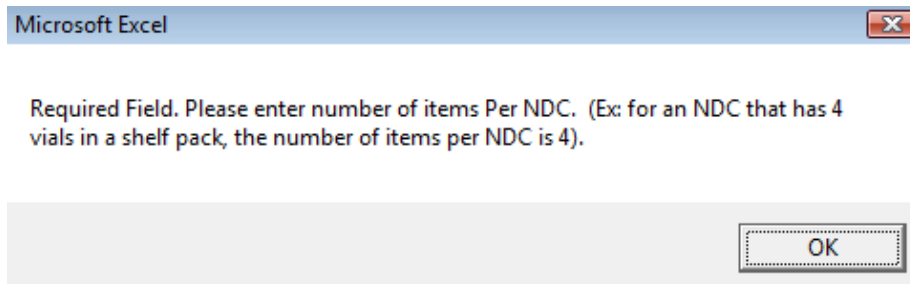 Microsoft Excel
Required Field. Please enter number of items Per NDC.  (Ex: for an NDC that has 4
vials in a shelf pack, the number of items per NDC is 4).
OK